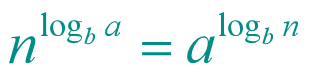 n^{\log_b a} = a^{\log_b n}